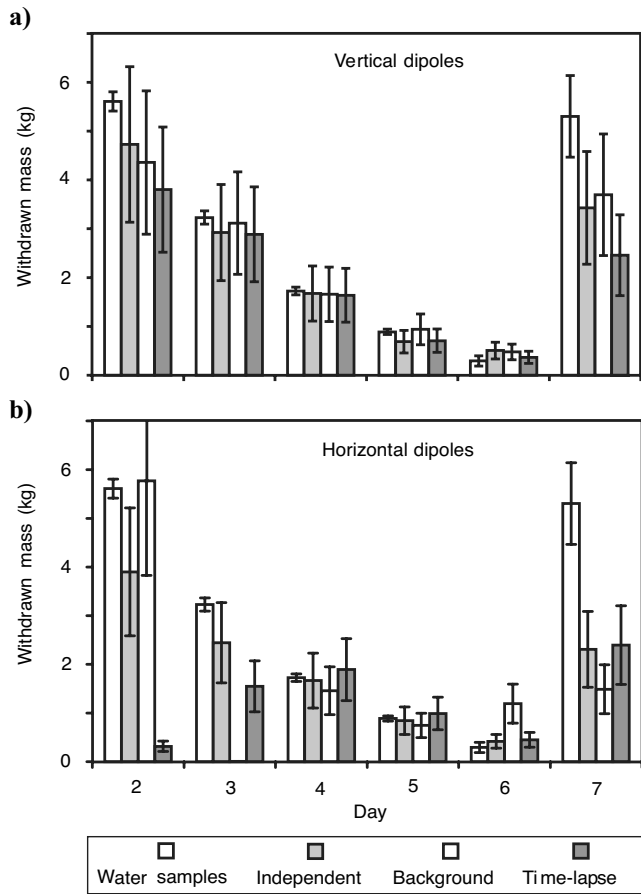 a)
Vertical dipoles
Withdrawn mass (kg)
6
4
2
0
b)
Horizontal dipoles
Withdrawn mass (kg)
6
4
2
0
2 3 4 5 6 7
Day
Water samples Independent Background Time-lapse